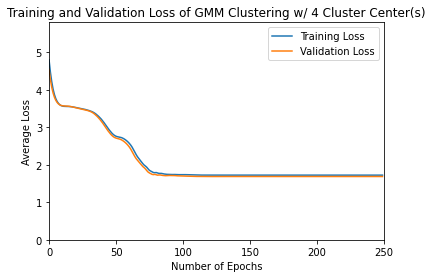 Training and Validation Loss of GMM Clustering w/ 4 Cluster Center(s)
Training Loss
Validation Loss
Average Loss
5
4
3
2
1
0
0 50 100 150 200 250
Number of Epochs